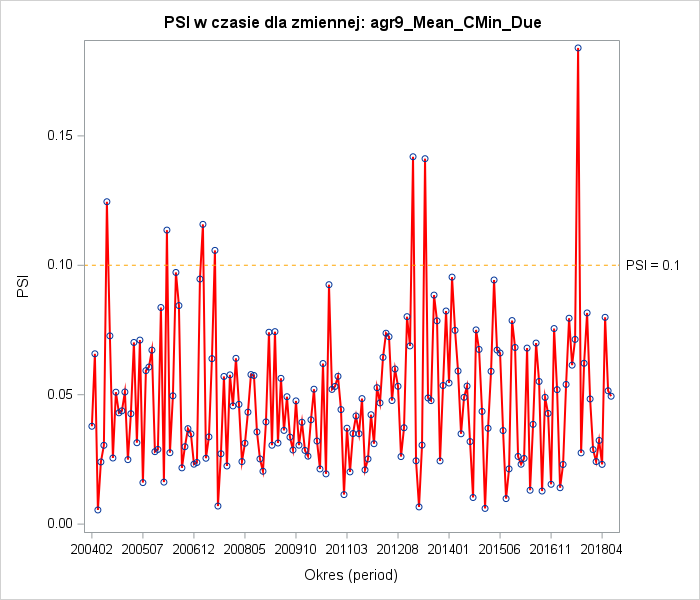 PSI w czasie dla zmiennej: agr9_Mean_CMin_Due
0.15
0.10
0.05
0.00
PSI
PSI = 0.1
200402 200507 200612 200805 200910 201103 201208 201401 201506 201611 201804
Okres (period)